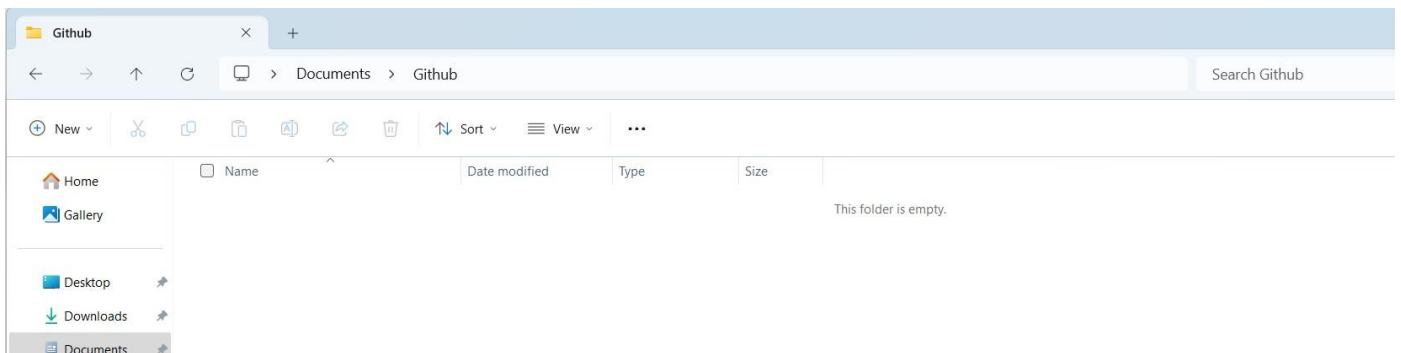 Github
Documents > Github
Search Github
New
Sort
View
Name
Date modified
Type
Size
This folder is empty.
Home
Gallery
Desktop
Downloads
Documents